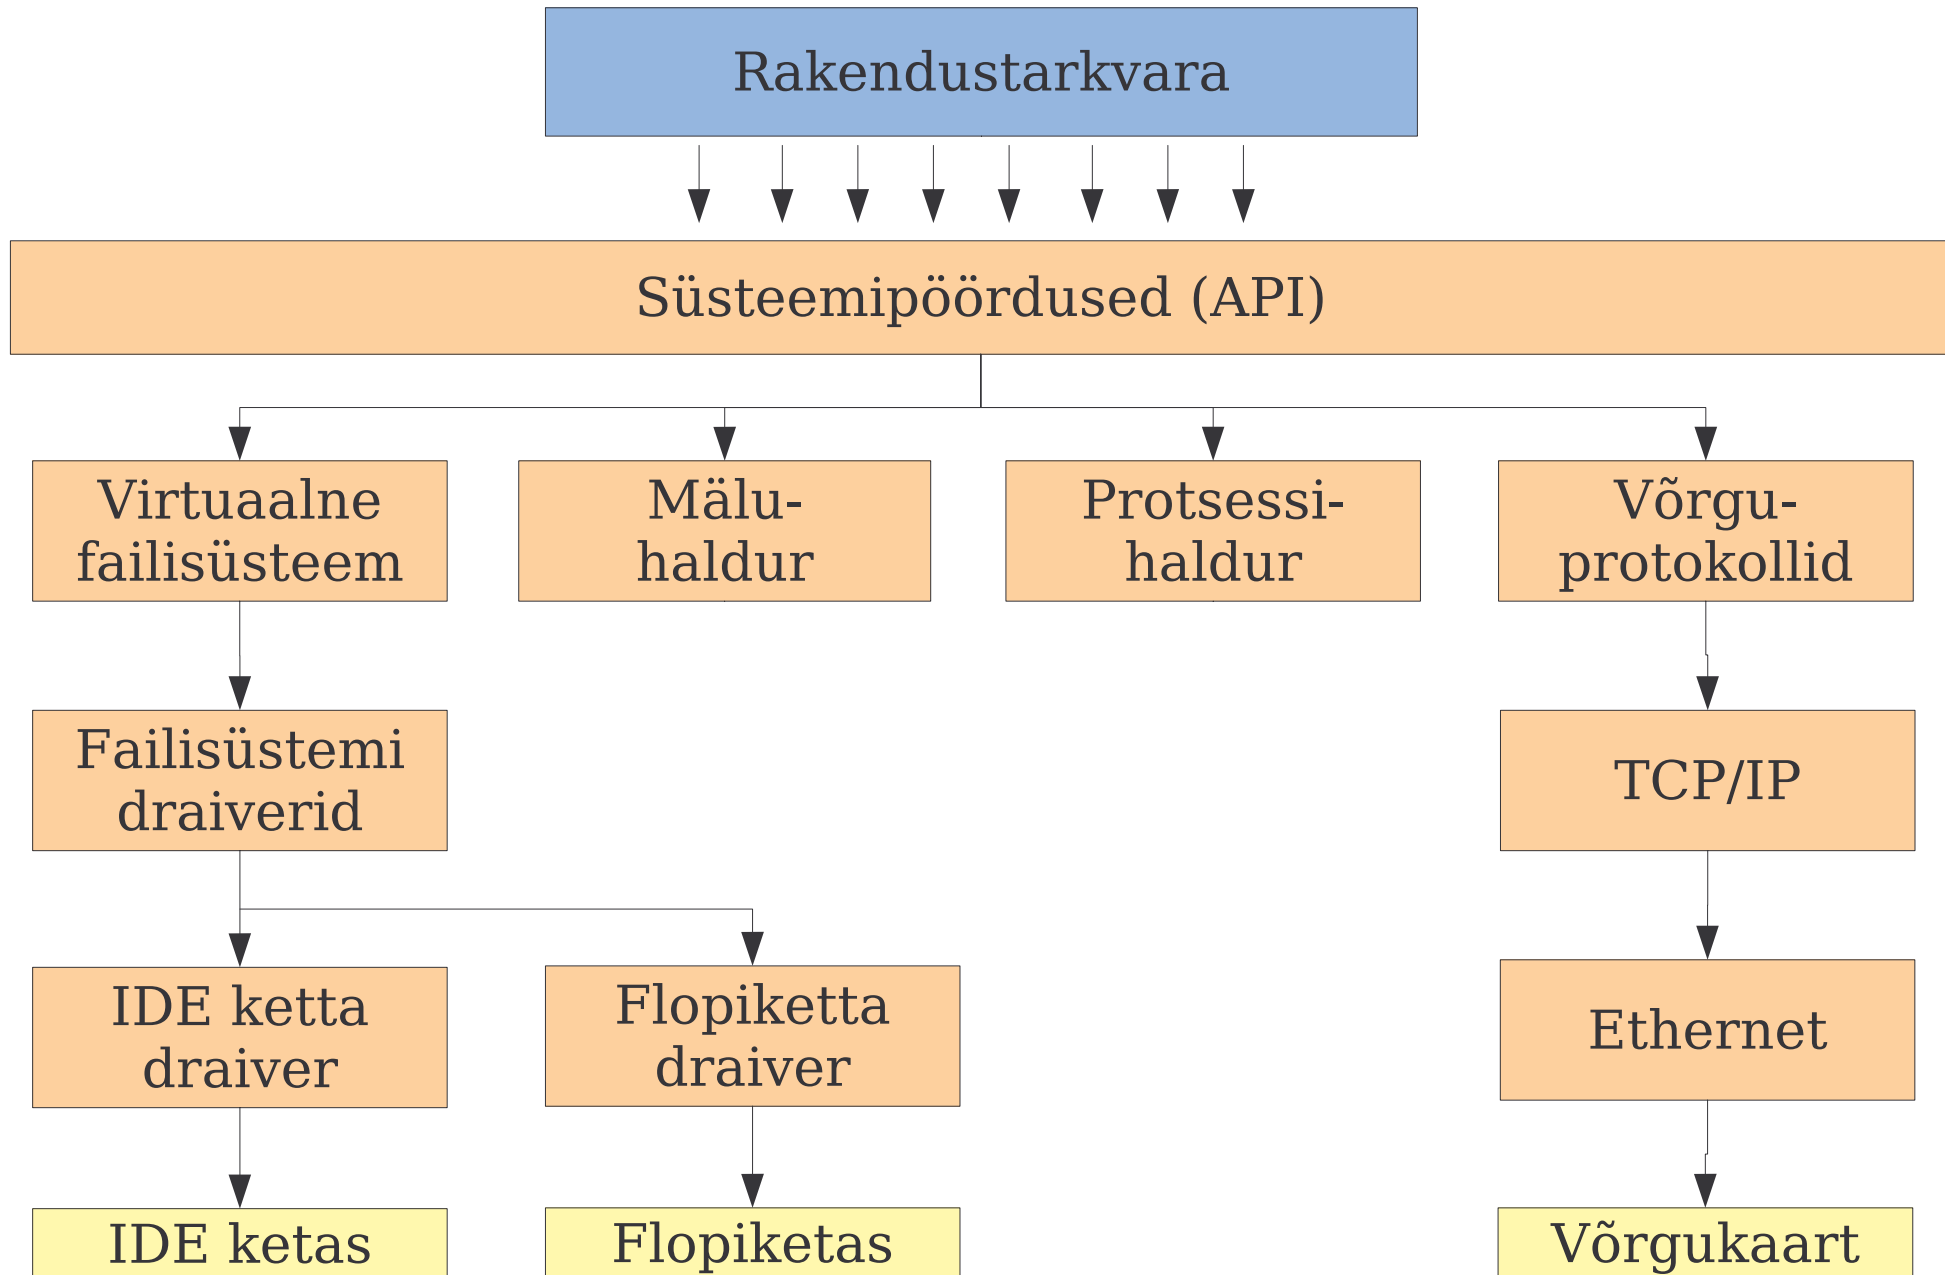 Rakendustarkvara
Süsteemipöördused (API)
Virtuaalne
failisüsteem
Mälu-
haldur
Protsessi-
haldur
Võrgu-
protokollid
Failisüstemi
draiverid
TCP/IP
IDE ketta
draiver
Flopiketta
draiver
Ethernet
IDE ketas
Flopiketas
Võrgukaart